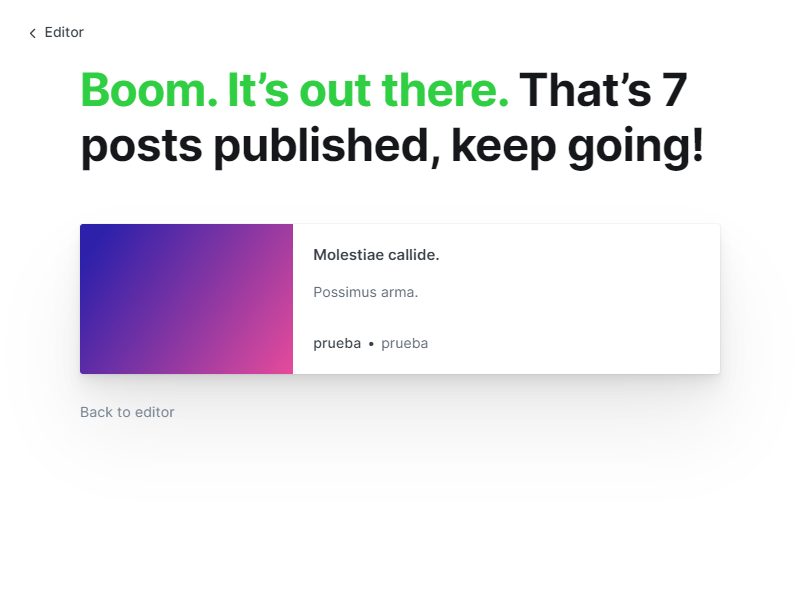 Editor
Boom. It’s out there. That’s 7
posts published, keep going!
Molestiae callide.
Possimus arma.
prueba • prueba
Back to editor